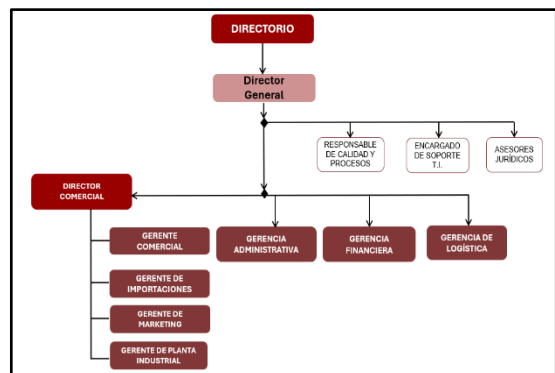 DIRECTORIO
Director
General
RESPONSABLE
DE CALIDAD Y
PROCESOS
ENCARGADO
DE SOPORTE
T.I.
ASESORES
JURÍDICOS
DIRECTOR
COMERCIAL
GERENTE
COMERCIAL
GERENCIA
ADMINISTRATIVA
GERENCIA
FINANCIERA
GERENCIA DE
LOGÍSTICA
GERENTE DE
IMPORTACIONES
GERENTE DE
MARKETING
GERENTE DE PLANTA
INDUSTRIAL